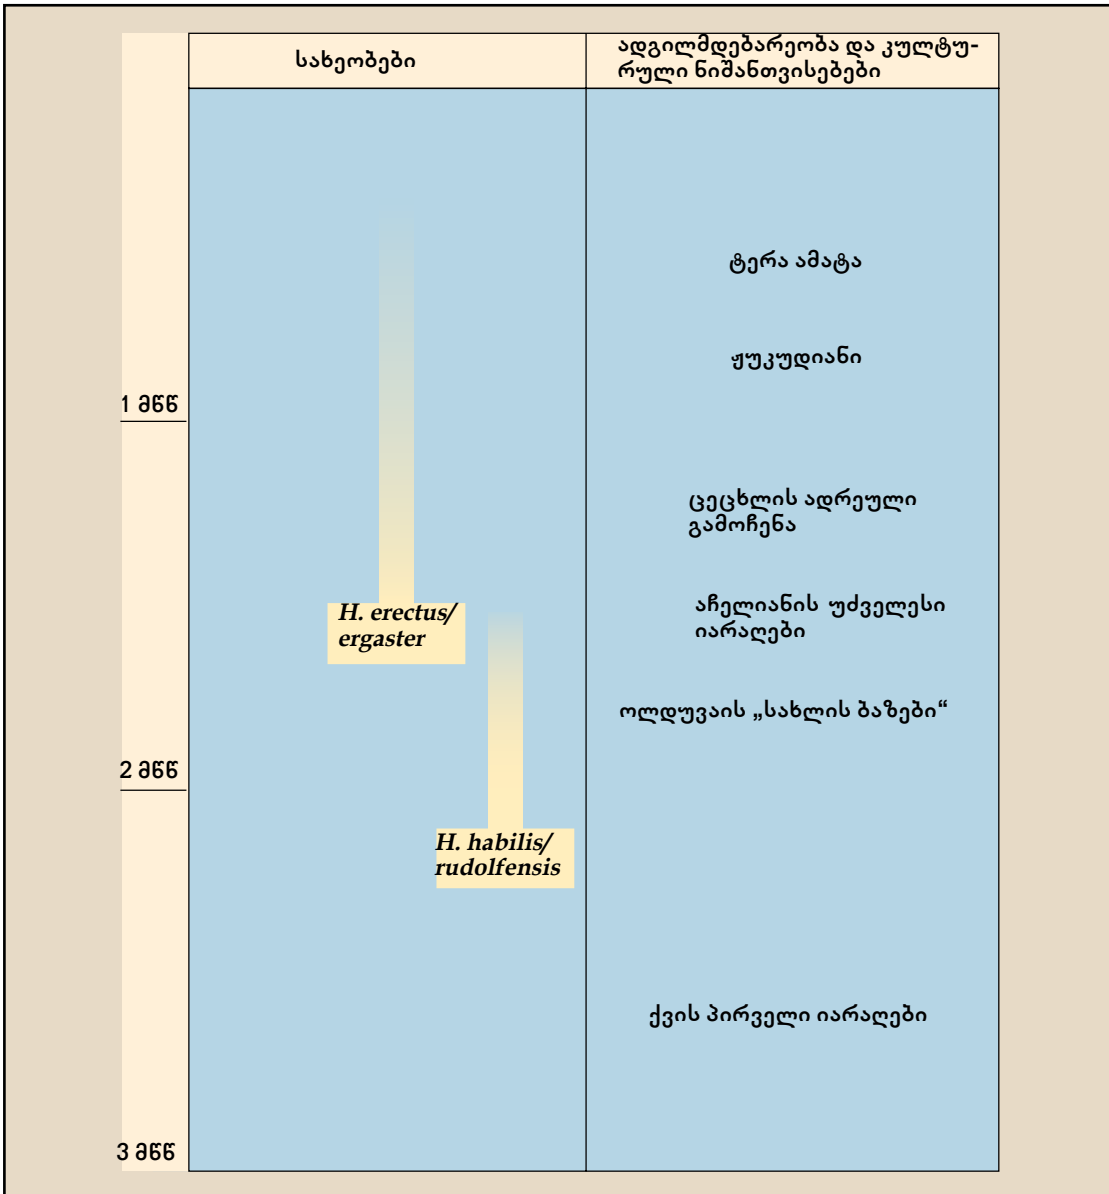 სახეობები
ადგილმდებარეობა და კულტუ-
რული ნიშანთვისებები
ტერა ამატა
ჟუკუდიანი
1 მწწ
ცეცხლის ადრეული
გამოჩენა
H. erectus/
ergaster
აჩელიანის უძველესი
იარაღები
ოლდუვაის „სახლის ბაზები“
2 მწწ
H. habilis/
rudolfensis
ქვის პირველი იარაღები
3 მწწ